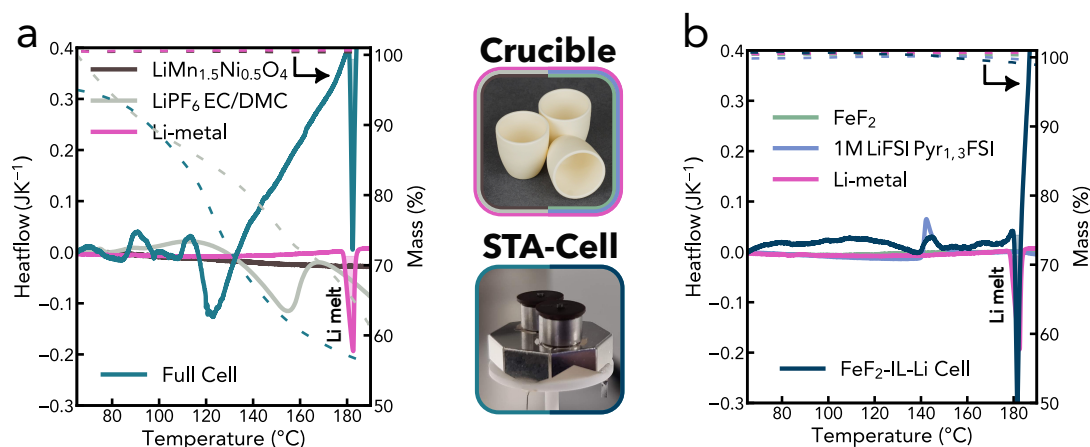 a
0.4
0.3
0.2
0.1
0.0
−0.1
−0.2
−0.3
Heatflow (JK⁻¹)
LiMn₁.₅Ni₀.₅O₄
LiPF₆ EC/DMC
Li-metal
Li melt
Full Cell
100
90
80
70
60
50
Mass (%)
80 100 120 140 160 180
Temperature (°C)
Crucible
STA-Cell
b
0.4
0.3
0.2
0.1
0.0
−0.1
−0.2
−0.3
Heatflow (JK⁻¹)
FeF₂
1M LiFSI Pyr₁,₃FSI
Li-metal
Li melt
FeF₂-IL-Li Cell
100
90
80
70
60
50
Mass (%)
80 100 120 140 160 180
Temperature (°C)